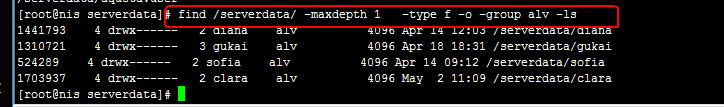 [root@nis serverdata]# find /serverdata/ -maxdepth 1 -type f -o -group alv -ls
1441793 4 drwx------ 2 diana alv 4096 Apr 14 12:03 /serverdata/diana
1310721 4 drwx------ 3 gukai alv 4096 Apr 18 18:31 /serverdata/gukai
524289 4 drwx------ 2 sofia alv 4096 Apr 14 09:12 /serverdata/sofia
1703937 4 drwx------ 2 clara alv 4096 May 2 11:09 /serverdata/clara
[root@nis serverdata]#